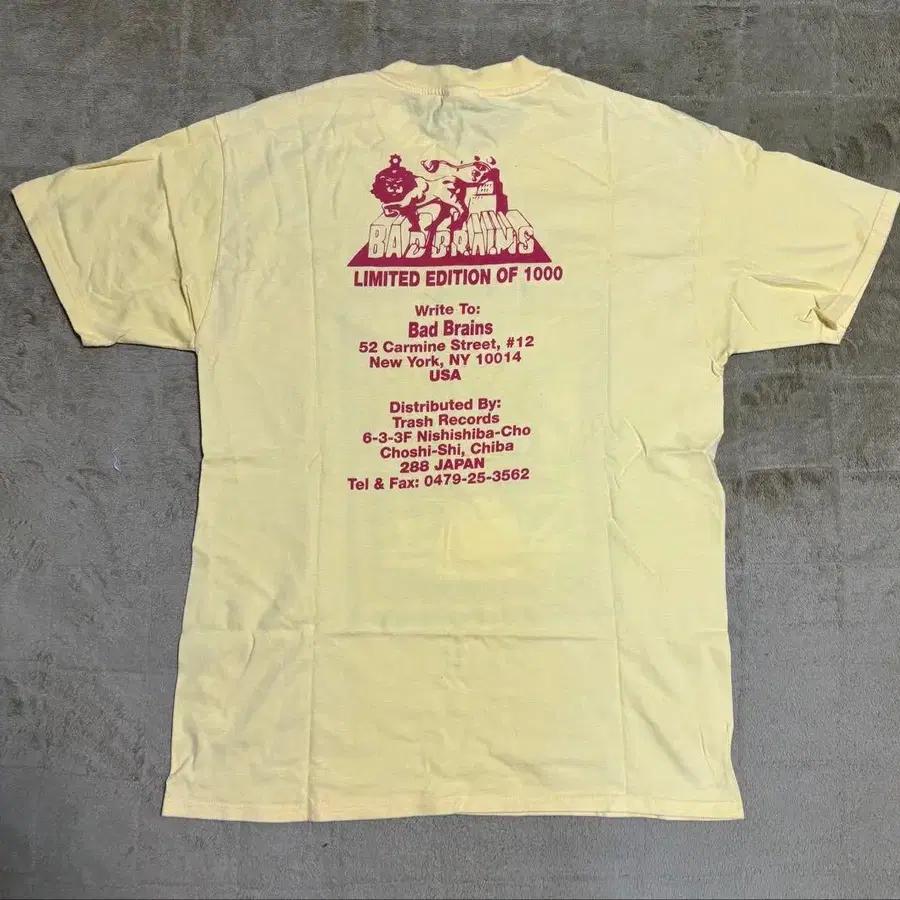 BAD BRAINS
LIMITED EDITION OF 1000
Write To:
Bad Brains
52 Carmine Street, #12
New York, NY 10014
USA
Distributed By:
Trash Records
6-3-3F Nishishiba-Cho
Choshi-Shi, Chiba
288 JAPAN
Tel & Fax: 0479-25-3562